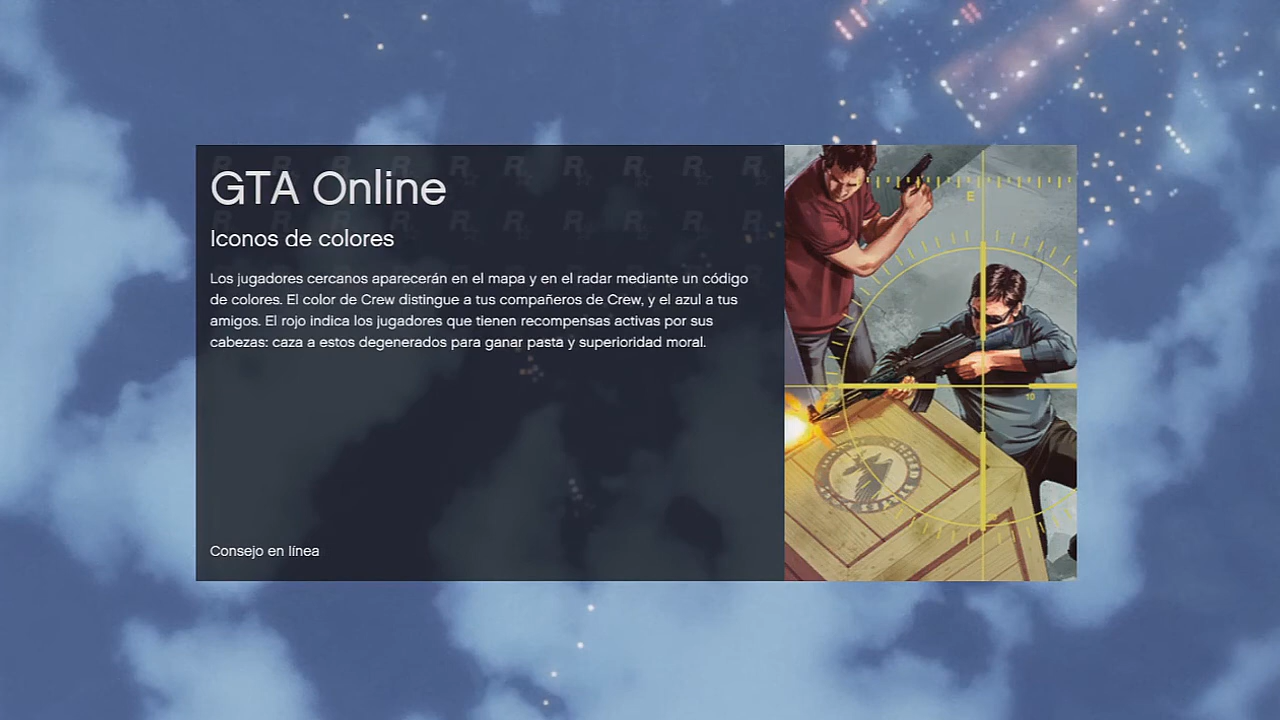 GTA Online
Iconos de colores
Los jugadores cercanos aparecerán en el mapa y en el radar mediante un código
de colores. El color de Crew distingue a tus compañeros de Crew, y el azul a tus
amigos. El rojo indica los jugadores que tienen recompensas activas por sus
cabezas: caza a estos degenerados para ganar pasta y superioridad moral.
Consejo en línea
E
10